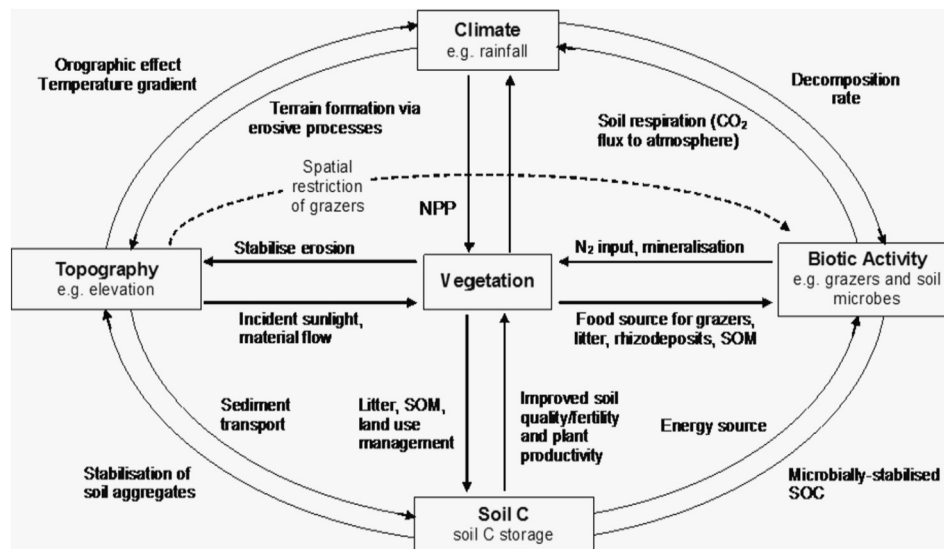 Climate
e.g. rainfall
Orographic effect
Temperature gradient
Decomposition
rate
Terrain formation via
erosive processes
Soil respiration (CO₂
flux to atmosphere)
Spatial
restriction
of grazers
NPP
Stabilise erosion
N₂ input, mineralisation
Topography
e.g. elevation
Vegetation
Biotic Activity
e.g. grazers and soil
microbes
Incident sunlight,
material flow
Food source for grazers,
litter, rhizodeposits, SOM
Sediment
transport
Litter, SOM,
land use
management
Improved soil
quality/fertility
and plant
productivity
Energy source
Stabilisation of
soil aggregates
Microbially-stabilised
SOC
Soil C
soil C storage